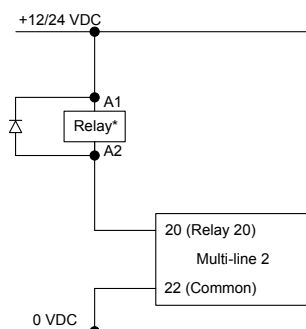 +12/24 VDC
A1
Relay*
A2
20 (Relay 20)
Multi-line 2
22 (Common)
0 VDC